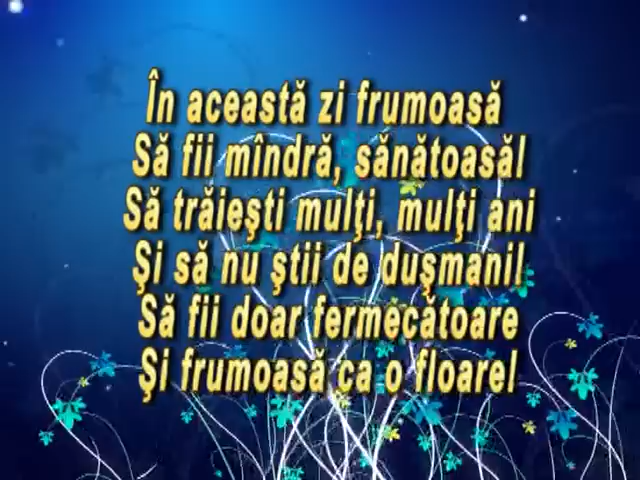 În această zi frumoasă
Să fii mîndră, sănătoasă!
Să trăieşti mulţi, mulţi ani
Şi să nu ştii de duşmani!
Să fii doar fermecătoare
Şi frumoasă ca o floare!